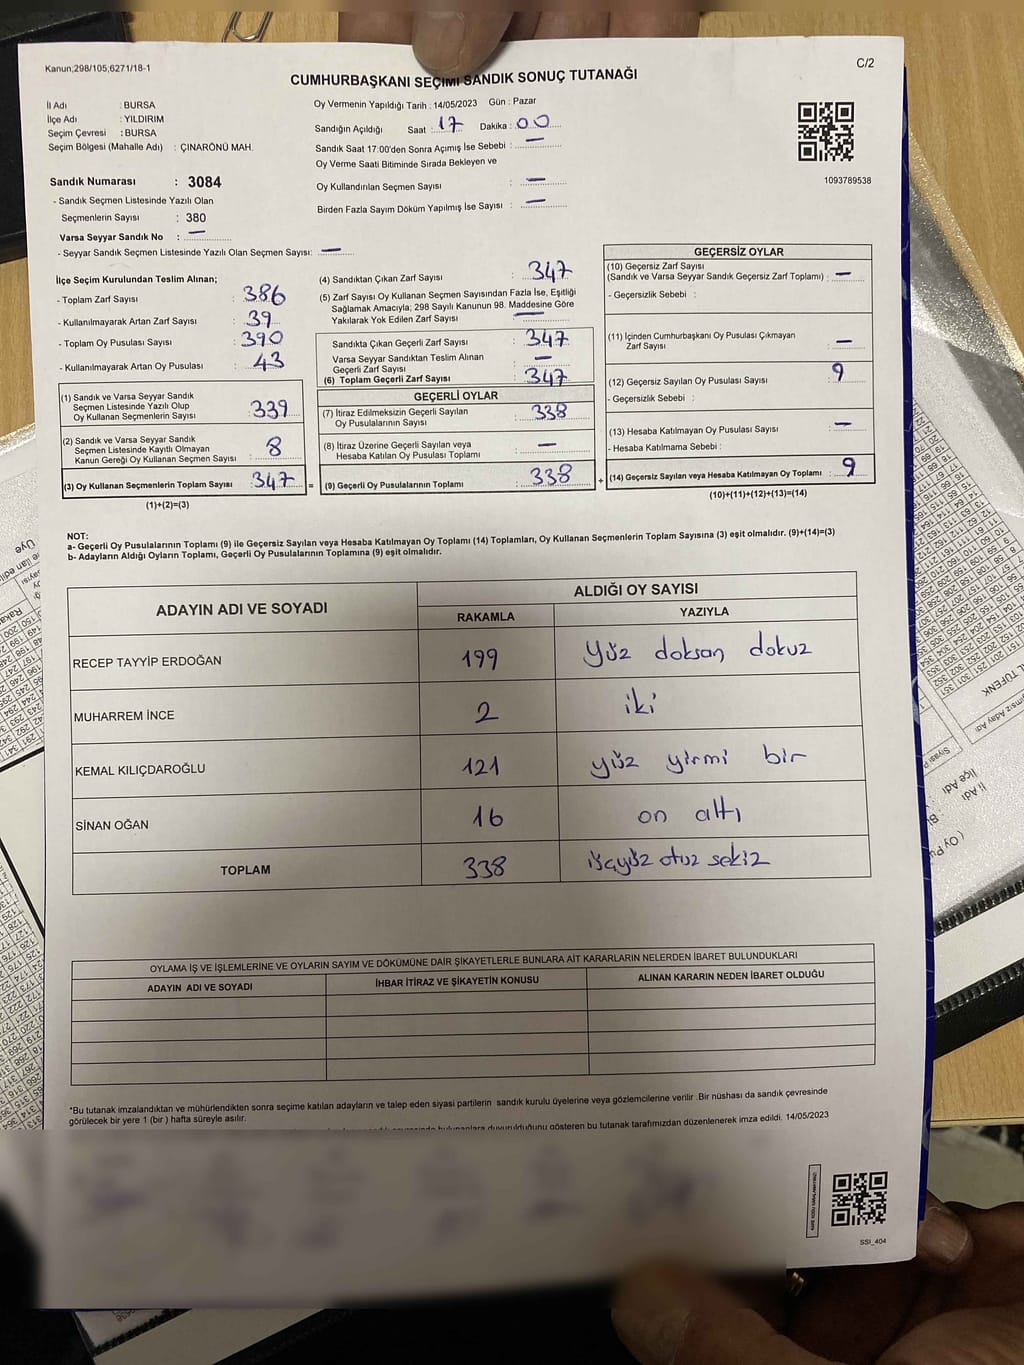 Kanun;298/105;6271/18-1
C/2
CUMHURBAŞKANI SEÇİMİ SANDIK SONUÇ TUTANAĞI
İl Adı : BURSA
İlçe Adı : YILDIRIM
Seçim Çevresi : BURSA
Seçim Bölgesi (Mahalle Adı) : ÇINARÖNÜ MAH.
Oy Vermenin Yapıldığı Tarih : 14/05/2023 Gün : Pazar
Sandığın Açıldığı Saat : 17 Dakika : 00
Sandık Saat 17:00'den Sonra Açımış İse Sebebi : —
Oy Verme Saati Bitiminde Sırada Bekleyen ve
Oy Kullandırılan Seçmen Sayısı : —
Birden Fazla Sayım Döküm Yapılmış İse Sayısı : —
1093789538
Sandık Numarası : 3084
- Sandık Seçmen Listesinde Yazılı Olan
Seçmenlerin Sayısı : 380
Varsa Seyyar Sandık No : —
- Seyyar Sandık Seçmen Listesinde Yazılı Olan Seçmen Sayısı: —
İlçe Seçim Kurulundan Teslim Alınan;
- Toplam Zarf Sayısı : 386
- Kullanılmayarak Artan Zarf Sayısı : 39
- Toplam Oy Pusulası Sayısı : 390
- Kullanılmayarak Artan Oy Pusulası : 43
(1) Sandık ve Varsa Seyyar Sandık
Seçmen Listesinde Yazılı Olup
Oy Kullanan Seçmenlerin Sayısı : 339
(2) Sandık ve Varsa Seyyar Sandık
Seçmen Listesinde Kayıtlı Olmayan
Kanun Gereği Oy Kullanan Seçmen Sayısı : 8
(3) Oy Kullanan Seçmenlerin Toplam Sayısı : 347 =
(1)+(2)=(3)
(4) Sandıktan Çıkan Zarf Sayısı : 347
(5) Zarf Sayısı Oy Kullanan Seçmen Sayısından Fazla İse, Eşitliği
Sağlamak Amacıyla; 298 Sayılı Kanunun 98. Maddesine Göre
Yakılarak Yok Edilen Zarf Sayısı : —
Sandıkta Çıkan Geçerli Zarf Sayısı : 347
Varsa Seyyar Sandıktan Teslim Alınan
Geçerli Zarf Sayısı : —
(6) Toplam Geçerli Zarf Sayısı : 347
GEÇERLİ OYLAR
(7) İtiraz Edilmeksizin Geçerli Sayılan
Oy Pusulalarının Sayısı : 338
(8) İtiraz Üzerine Geçerli Sayılan veya
Hesaba Katılan Oy Pusulası Toplamı : —
(9) Geçerli Oy Pusulalarının Toplamı : 338 +
GEÇERSİZ OYLAR
(10) Geçersiz Zarf Sayısı
(Sandık ve Varsa Seyyar Sandık Geçersiz Zarf Toplamı) : —
- Geçersizlik Sebebi :
(11) İçinden Cumhurbaşkanı Oy Pusulası Çıkmayan
Zarf Sayısı : —
(12) Geçersiz Sayılan Oy Pusulası Sayısı : 9
- Geçersizlik Sebebi :
(13) Hesaba Katılmayan Oy Pusulası Sayısı : —
- Hesaba Katılmama Sebebi :
(14) Geçersiz Sayılan veya Hesaba Katılmayan Oy Toplamı : 9
(10)+(11)+(12)+(13)=(14)
NOT:
a- Geçerli Oy Pusulalarının Toplamı (9) ile Geçersiz Sayılan veya Hesaba Katılmayan Oy Toplamı (14) Toplamları, Oy Kullanan Seçmenlerin Toplam Sayısına (3) eşit olmalıdır. (9)+(14)=(3)
b- Adayların Aldığı Oyların Toplamı, Geçerli Oy Pusulalarının Toplamına (9) eşit olmalıdır.
ADAYIN ADI VE SOYADI ALDIĞI OY SAYISI
RAKAMLA YAZIYLA
RECEP TAYYİP ERDOĞAN 199 yüz doksan dokuz
MUHARREM İNCE 2 iki
KEMAL KILIÇDAROĞLU 121 yüz yirmi bir
SİNAN OĞAN 16 on altı
TOPLAM 338 üçyüz otuz sekiz
OYLAMA İŞ VE İŞLEMLERİNE VE OYLARIN SAYIM VE DÖKÜMÜNE DAİR ŞİKAYETLERLE BUNLARA AİT KARARLARIN NELERDEN İBARET BULUNDUKLARI
ADAYIN ADI VE SOYADI İHBAR İTİRAZ VE ŞİKAYETİN KONUSU ALINAN KARARIN NEDEN İBARET OLDUĞU
*Bu tutanak imzalandıktan ve mühürlendikten sonra seçime katılan adayların ve talep eden siyasi partilerin sandık kurulu üyelerine veya gözlemcilerine verilir .Bir nüshası da sandık çevresinde
görülecek bir yere 1 (bir ) hafta süreyle asılır.
duyurulduğunu gösteren bu tutanak tarafımızdan düzenlenerek imza edildi. 14/05/2023
SSİ_404